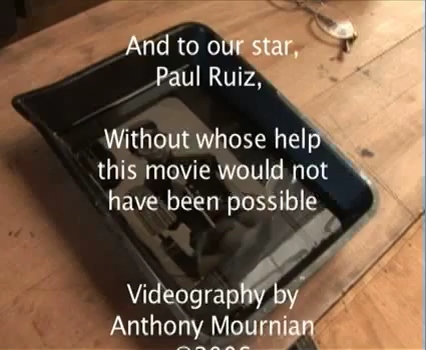 And to our star,
Paul Ruiz,
Without whose help
this movie would not
have been possible
Videography by
Anthony Mournian